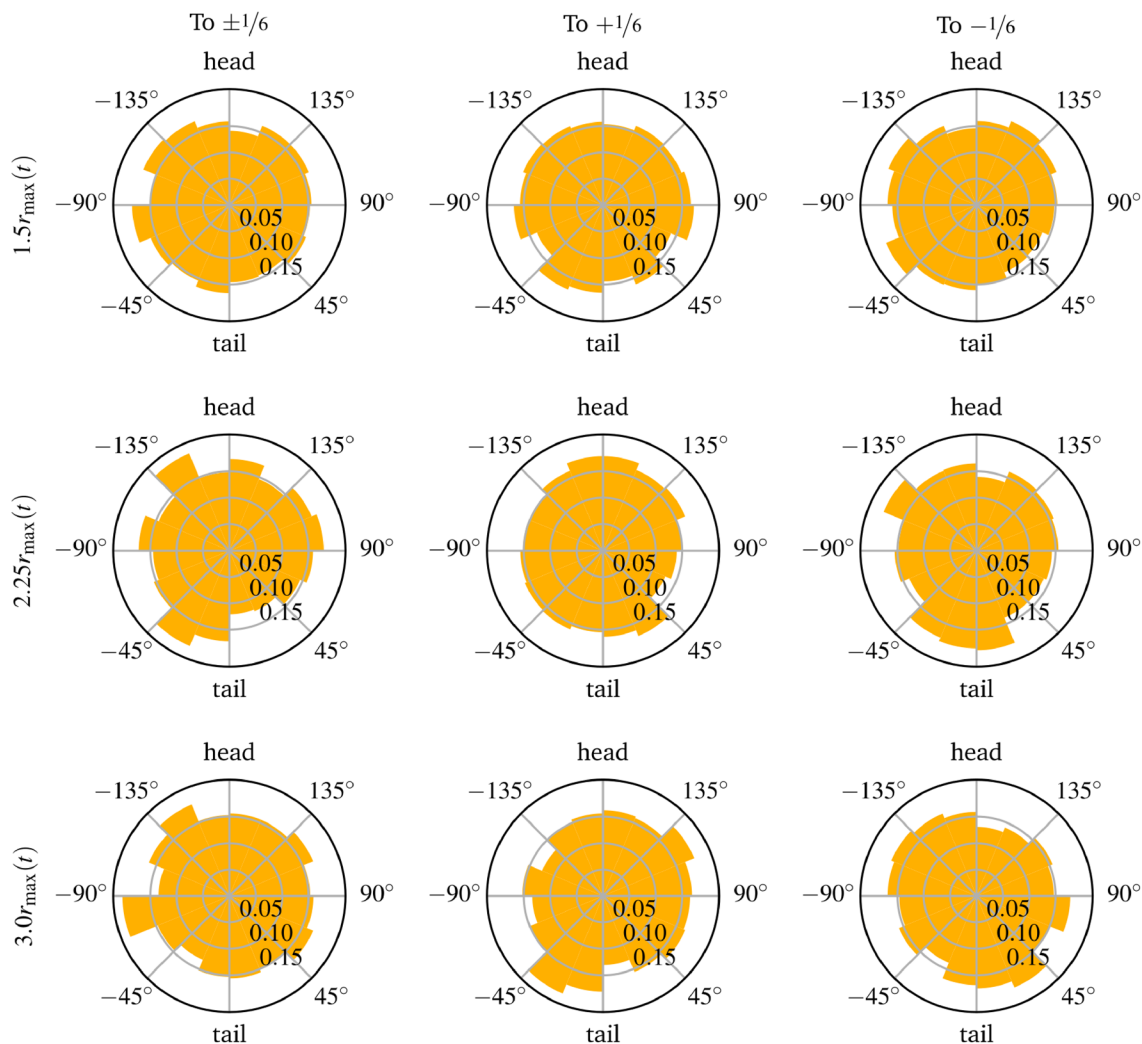 To ±1/6 To +1/6 To −1/6
head head head
−135° 135° −135° 135° −135° 135°
1.5r_max(t)
−90° 90° −90° 90° −90° 90°
0.05 0.05 0.05
0.10 0.10 0.10
0.15 0.15 0.15
−45° 45° −45° 45° −45° 45°
tail tail tail
head head head
−135° 135° −135° 135° −135° 135°
2.25r_max(t)
−90° 90° −90° 90° −90° 90°
0.05 0.05 0.05
0.10 0.10 0.10
0.15 0.15 0.15
−45° 45° −45° 45° −45° 45°
tail tail tail
head head head
−135° 135° −135° 135° −135° 135°
3.0r_max(t)
−90° 90° −90° 90° −90° 90°
0.05 0.05 0.05
0.10 0.10 0.10
0.15 0.15 0.15
−45° 45° −45° 45° −45° 45°
tail tail tail